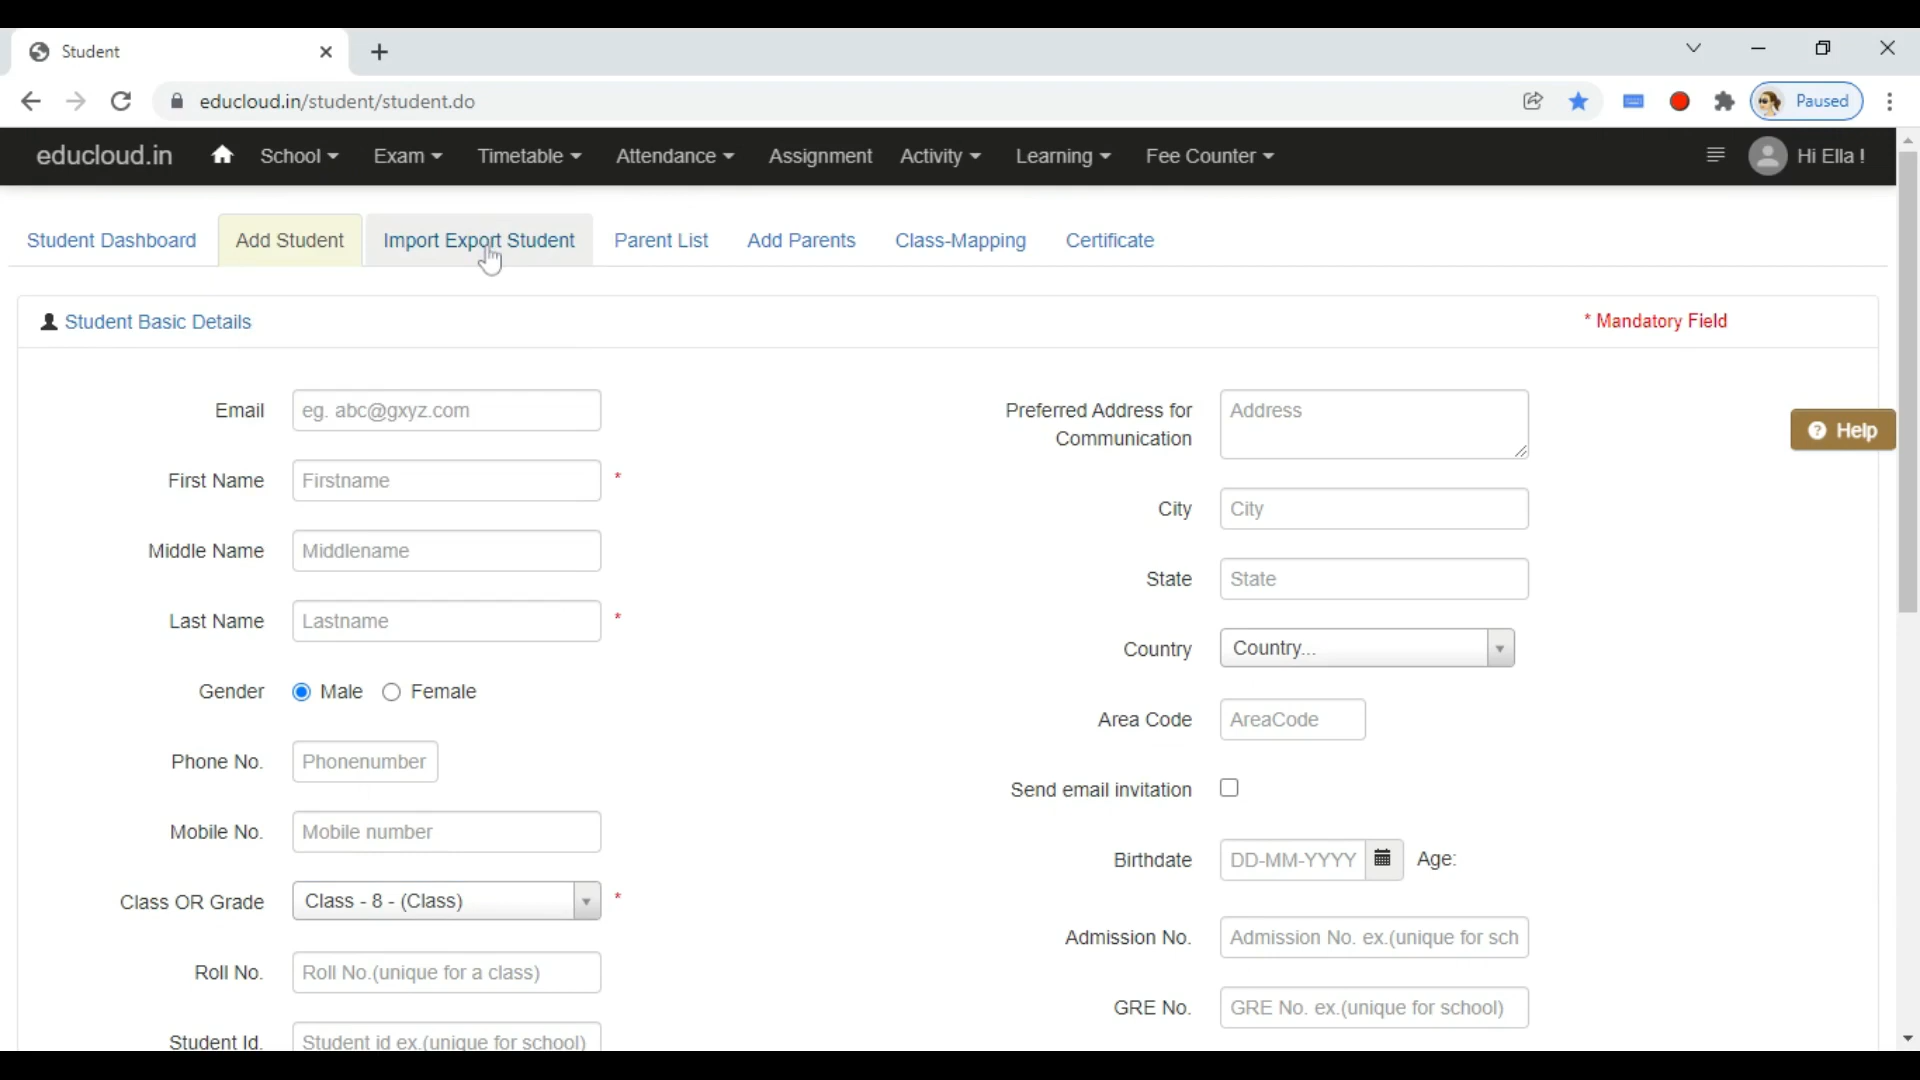 Student
educloud.in/student/student.do
Paused
educloud.in School Exam Timetable Attendance Assignment Activity Learning Fee Counter Hi Ella !
Student Dashboard Add Student Import Export Student Parent List Add Parents Class-Mapping Certificate
Student Basic Details
* Mandatory Field
Email eg. abc@gxyz.com
First Name Firstname *
Middle Name Middlename
Last Name Lastname *
Gender Male Female
Phone No. Phonenumber
Mobile No. Mobile number
Class OR Grade Class - 8 - (Class) *
Roll No. Roll No.(unique for a class)
Student Id. Student id ex.(unique for school)
Preferred Address for
Communication
Address
City City
State State
Country Country...
Area Code AreaCode
Send email invitation
Birthdate DD-MM-YYYY Age:
Admission No. Admission No. ex.(unique for sch
GRE No. GRE No. ex.(unique for school)
Help